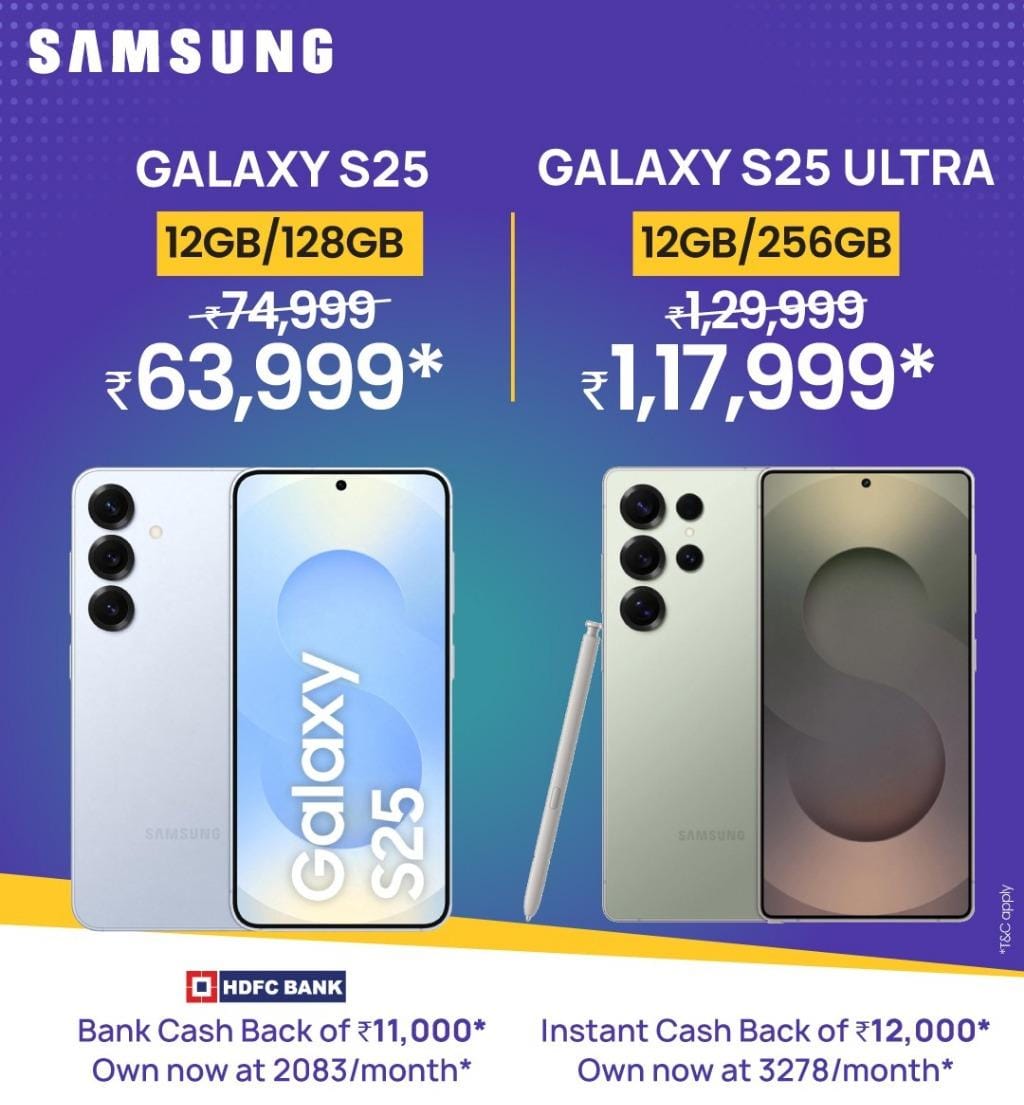 SAMSUNG
GALAXY S25
12GB/128GB
₹74,999
₹63,999*
GALAXY S25 ULTRA
12GB/256GB
₹1,29,999
₹1,17,999*
SAMSUNG
Galaxy
S25
SAMSUNG
*T&C apply
HDFC BANK
Bank Cash Back of ₹11,000*
Own now at 2083/month*
Instant Cash Back of ₹12,000*
Own now at 3278/month*